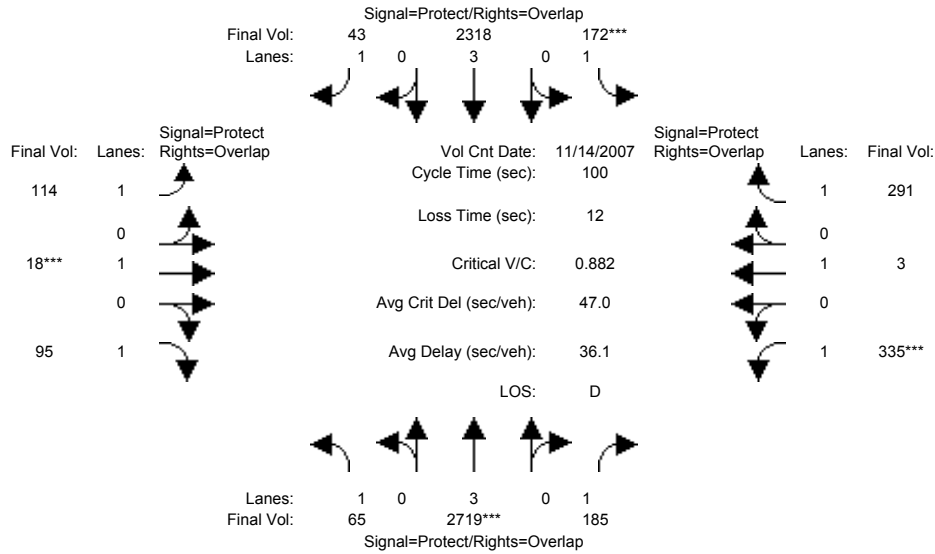 Signal=Protect/Rights=Overlap
Final Vol: 43 2318 172***
Lanes: 1 0 3 0 1
Signal=Protect Signal=Protect
Final Vol: Lanes: Rights=Overlap Vol Cnt Date: 11/14/2007 Rights=Overlap Lanes: Final Vol:
Cycle Time (sec): 100
114 1 1 291
Loss Time (sec): 12
0 0
18*** 1 Critical V/C: 0.882 1 3
0 Avg Crit Del (sec/veh): 47.0 0
95 1 Avg Delay (sec/veh): 36.1 1 335***
LOS: D
Lanes: 1 0 3 0 1
Final Vol: 65 2719*** 185
Signal=Protect/Rights=Overlap